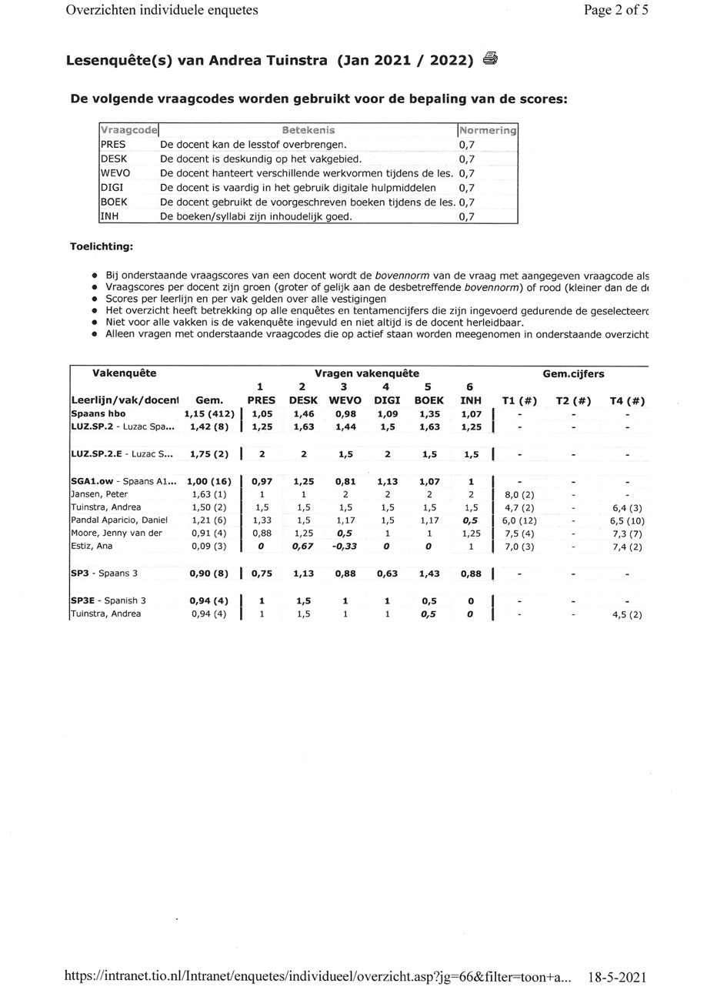 Overzichten individuele enquetes Page 2 of 5
Lesenquête(s) van Andrea Tuinstra (Jan 2021 / 2022)
De volgende vraagcodes worden gebruikt voor de bepaling van de scores:
Vraagcode Betekenis Normering
PRES De docent kan de lesstof overbrengen. 0,7
DESK De docent is deskundig op het vakgebied. 0,7
WEVO De docent hanteert verschillende werkvormen tijdens de les. 0,7
DIGI De docent is vaardig in het gebruik digitale hulpmiddelen 0,7
BOEK De docent gebruikt de voorgeschreven boeken tijdens de les. 0,7
INH De boeken/syllabi zijn inhoudelijk goed. 0,7
Toelichting:
• Bij onderstaande vraagscores van een docent wordt de bovennorm van de vraag met aangegeven vraagcode als
• Vraagscores per docent zijn groen (groter of gelijk aan de desbetreffende bovennorm) of rood (kleiner dan de de
• Scores per leerlijn en per vak gelden over alle vestigingen
• Het overzicht heeft betrekking op alle enquêtes en tentamencijfers die zijn ingevoerd gedurende de geselecteerd
• Niet voor alle vakken is de vakenquête ingevuld en niet altijd is de docent herleidbaar.
• Alleen vragen met onderstaande vraagcodes die op actief staan worden meegenomen in onderstaande overzicht
Vakenquête Vragen vakenquête Gem.cijfers
1 2 3 4 5 6
Leerlijn/vak/docent Gem. PRES DESK WEVO DIGI BOEK INH T1 (#) T2 (#) T4 (#)
Spaans hbo 1,15 (412) 1,05 1,46 0,98 1,09 1,35 1,07 - - -
LUZ.SP.2 - Luzac Spa... 1,42 (8) 1,25 1,63 1,44 1,5 1,63 1,25 - - -
LUZ.SP.2.E - Luzac S... 1,75 (2) 2 2 1,5 2 1,5 1,5 - - -
SGA1.ow - Spaans A1... 1,00 (16) 0,97 1,25 0,81 1,13 1,07 1 - - -
Jansen, Peter 1,63 (1) 1 1 2 2 2 2 8,0 (2) - -
Tuinstra, Andrea 1,50 (2) 1,5 1,5 1,5 1,5 1,5 1,5 4,7 (2) - 6,4 (3)
Pandal Aparicio, Daniel 1,21 (6) 1,33 1,5 1,17 1,5 1,17 0,5 6,0 (12) - 6,5 (10)
Moore, Jenny van der 0,91 (4) 0,88 1,25 0,5 1 1 1,25 7,5 (4) - 7,3 (7)
Estiz, Ana 0,09 (3) 0 0,67 -0,33 0 0 1 7,0 (3) - 7,4 (2)
SP3 - Spaans 3 0,90 (8) 0,75 1,13 0,88 0,63 1,43 0,88 - - -
SP3E - Spanish 3 0,94 (4) 1 1,5 1 1 0,5 0 - - -
Tuinstra, Andrea 0,94 (4) 1 1,5 1 1 0,5 0 - - 4,5 (2)
https://intranet.tio.nl/Intranet/enquetes/individueel/overzicht.asp?jg=66&filter=toon+a... 18-5-2021